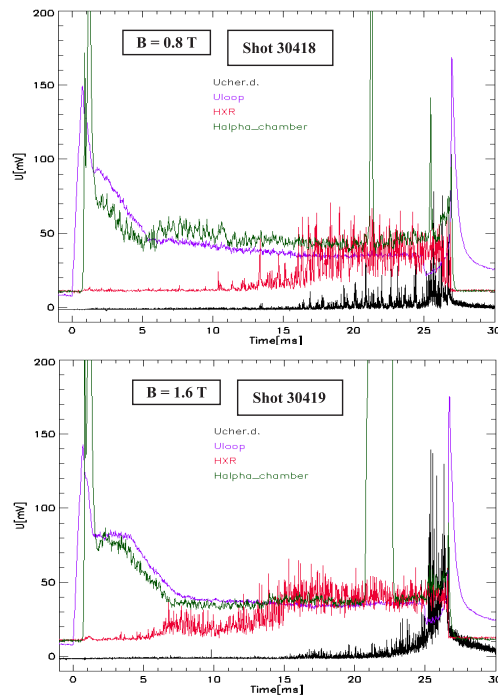 200
B = 0.8 T
Shot 30418
Ucher.d.
Uloop
HXR
Halpha_chamber
150
100
50
0
U[mV]
0 5 10 15 20 25 30
Time[ms]
200
B = 1.6 T
Shot 30419
Ucher.d.
Uloop
HXR
Halpha_chamber
150
100
50
0
U[mV]
0 5 10 15 20 25 30
Time[ms]